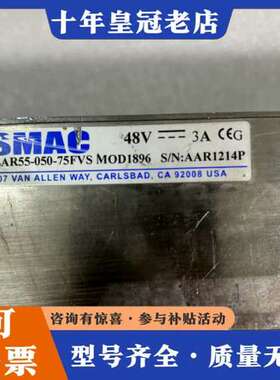 十年皇冠老店
SMAC
48V 3A CE G
AR55-050-75FVS MOD1896 S/N:AAR1214P
07 VAN ALLEN WAY, CARLSBAD, CA 92008 USA
咨询有惊喜·参与补贴活动
票
型号齐全·质量保证